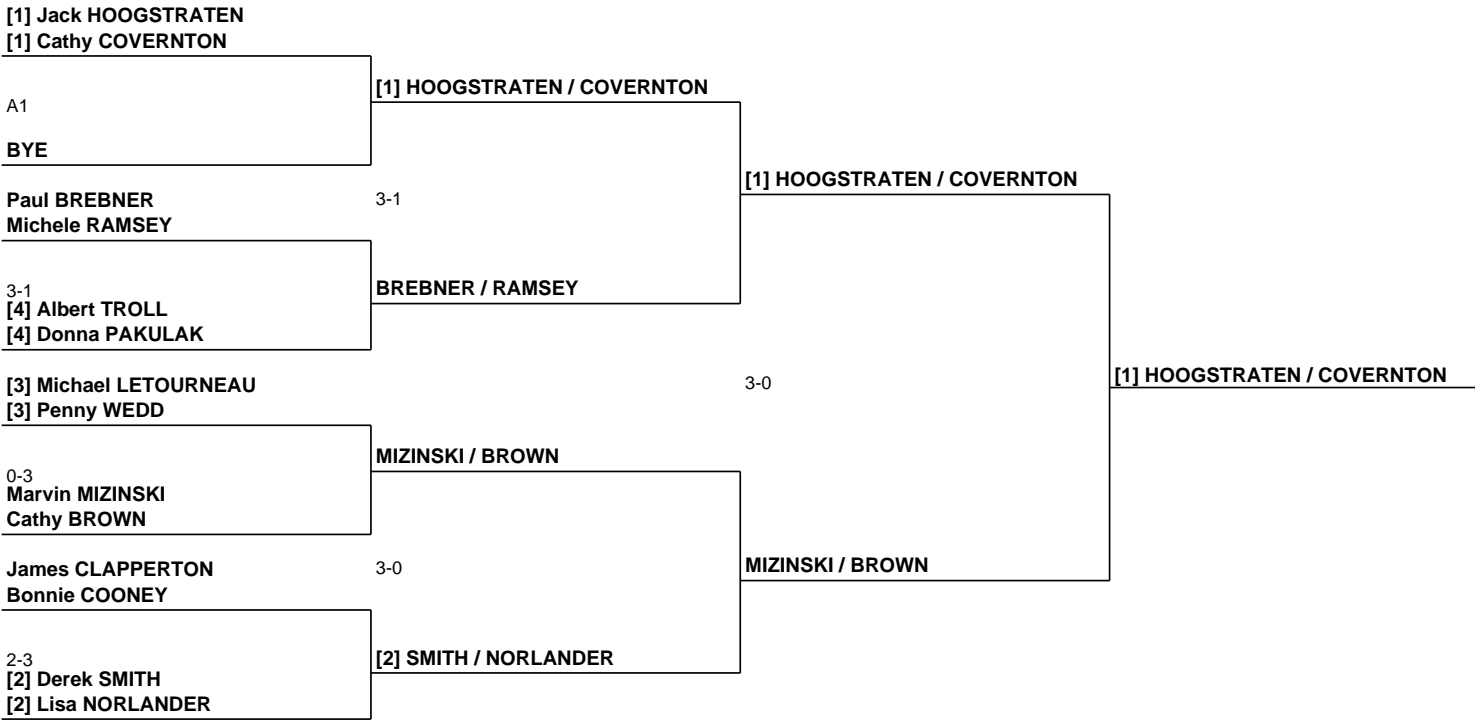 [1] Jack HOOGSTRATEN
[1] Cathy COVERNTON
[1] HOOGSTRATEN / COVERNTON
A1
BYE
[1] HOOGSTRATEN / COVERNTON
Paul BREBNER
3-1
Michele RAMSEY
BREBNER / RAMSEY
3-1
[4] Albert TROLL
[4] Donna PAKULAK
[1] HOOGSTRATEN / COVERNTON
[3] Michael LETOURNEAU
3-0
[3] Penny WEDD
MIZINSKI / BROWN
0-3
Marvin MIZINSKI
Cathy BROWN
MIZINSKI / BROWN
James CLAPPERTON
3-0
Bonnie COONEY
[2] SMITH / NORLANDER
2-3
[2] Derek SMITH
[2] Lisa NORLANDER